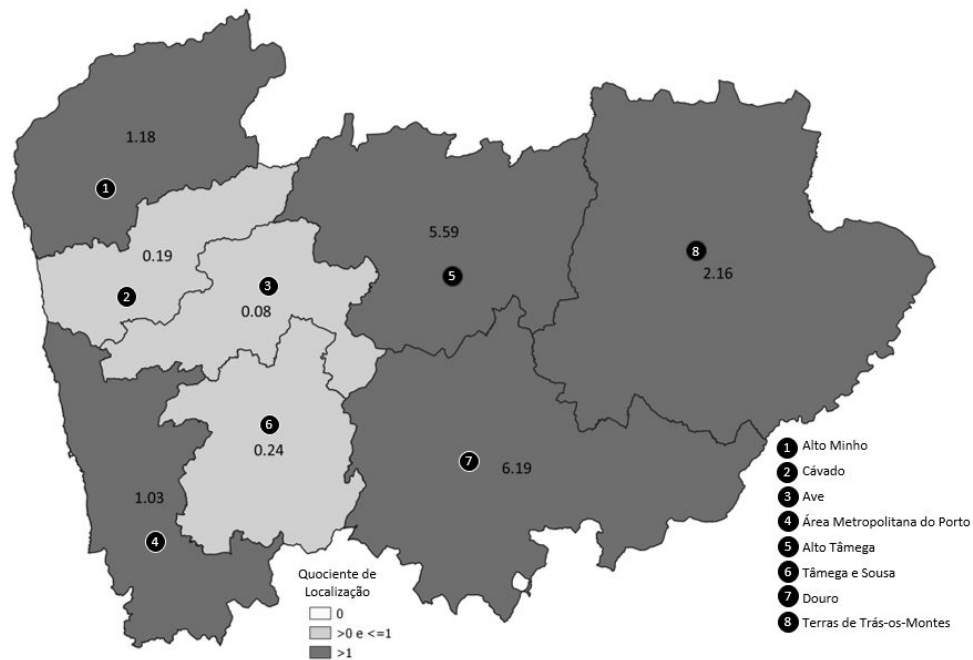 1.18
1
0.19
2
3
0.08
5.59
5
8
2.16
6
0.24
7
6.19
1.03
4
1 Alto Minho
2 Cávado
3 Ave
4 Área Metropolitana do Porto
5 Alto Tâmega
6 Tâmega e Sousa
7 Douro
8 Terras de Trás-os-Montes
Quociente de
Localização
0
>0 e <=1
>1